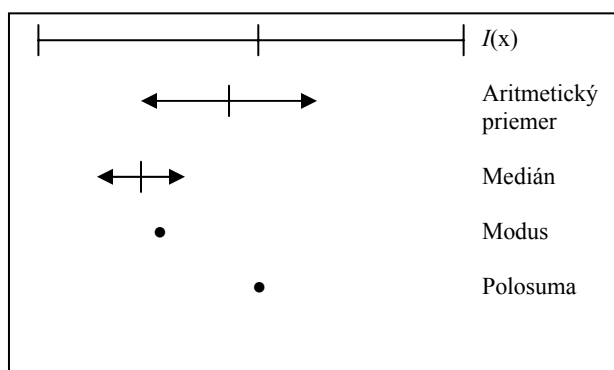 I(x)
Aritmetický
priemer
Medián
Modus
Polosuma